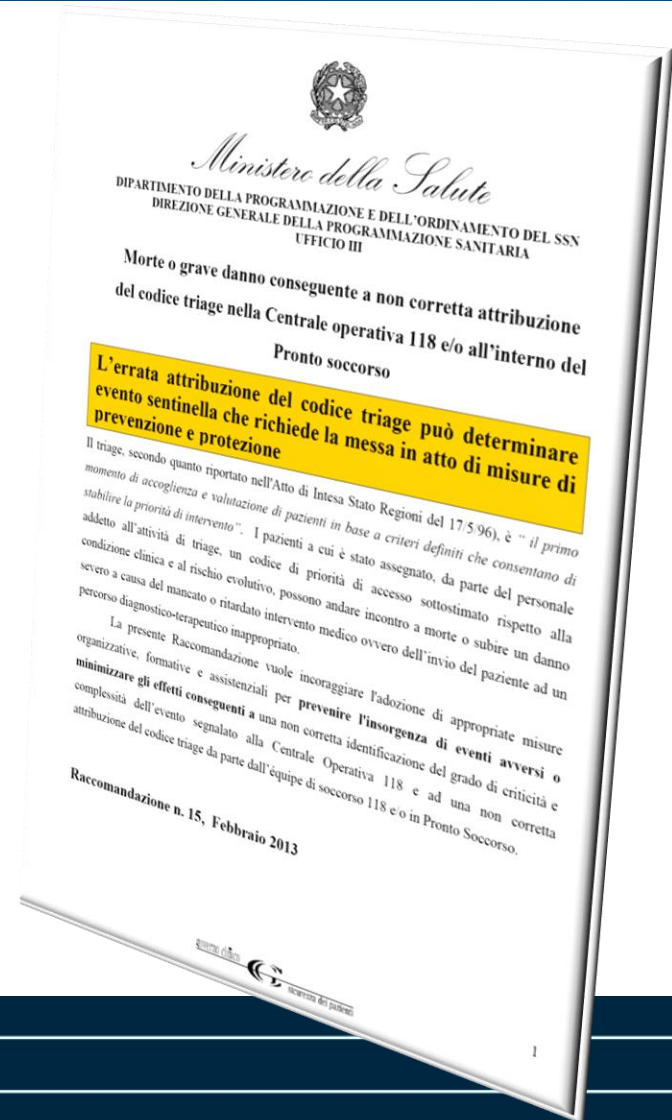 Ministero della Salute
DIPARTIMENTO DELLA PROGRAMMAZIONE E DELL'ORDINAMENTO DEL SSN
DIREZIONE GENERALE DELLA PROGRAMMAZIONE SANITARIA
UFFICIO III
Morte o grave danno conseguente a non corretta attribuzione
del codice triage nella Centrale operativa 118 e/o all'interno del
Pronto soccorso
L'errata attribuzione del codice triage può determinare
evento sentinella che richiede la messa in atto di misure di
prevenzione e protezione
Il triage, secondo quanto riportato nell'Atto di Intesa Stato Regioni del 17/5/96), è " il primo
momento di accoglienza e valutazione di pazienti in base a criteri definiti che consentano di
stabilire la priorità di intervento". I pazienti a cui è stato assegnato, da parte del personale
addetto all'attività di triage, un codice di priorità di accesso sottostimato rispetto alla
condizione clinica e al rischio evolutivo, possono andare incontro a morte o subire un danno
severo a causa del mancato o ritardato intervento medico ovvero dell'invio del paziente ad un
percorso diagnostico-terapeutico inappropriato.
La presente Raccomandazione vuole incoraggiare l'adozione di appropriate misure
organizzative, formative e assistenziali per prevenire l'insorgenza di eventi avversi o
minimizzare gli effetti conseguenti a una non corretta identificazione del grado di criticità e
complessità dell'evento segnalato alla Centrale Operativa 118 e ad una non corretta
attribuzione del codice triage da parte dall'équipe di soccorso 118 e/o in Pronto Soccorso.
Raccomandazione n. 15, Febbraio 2013
governo clinico
sicurezza dei pazienti
1